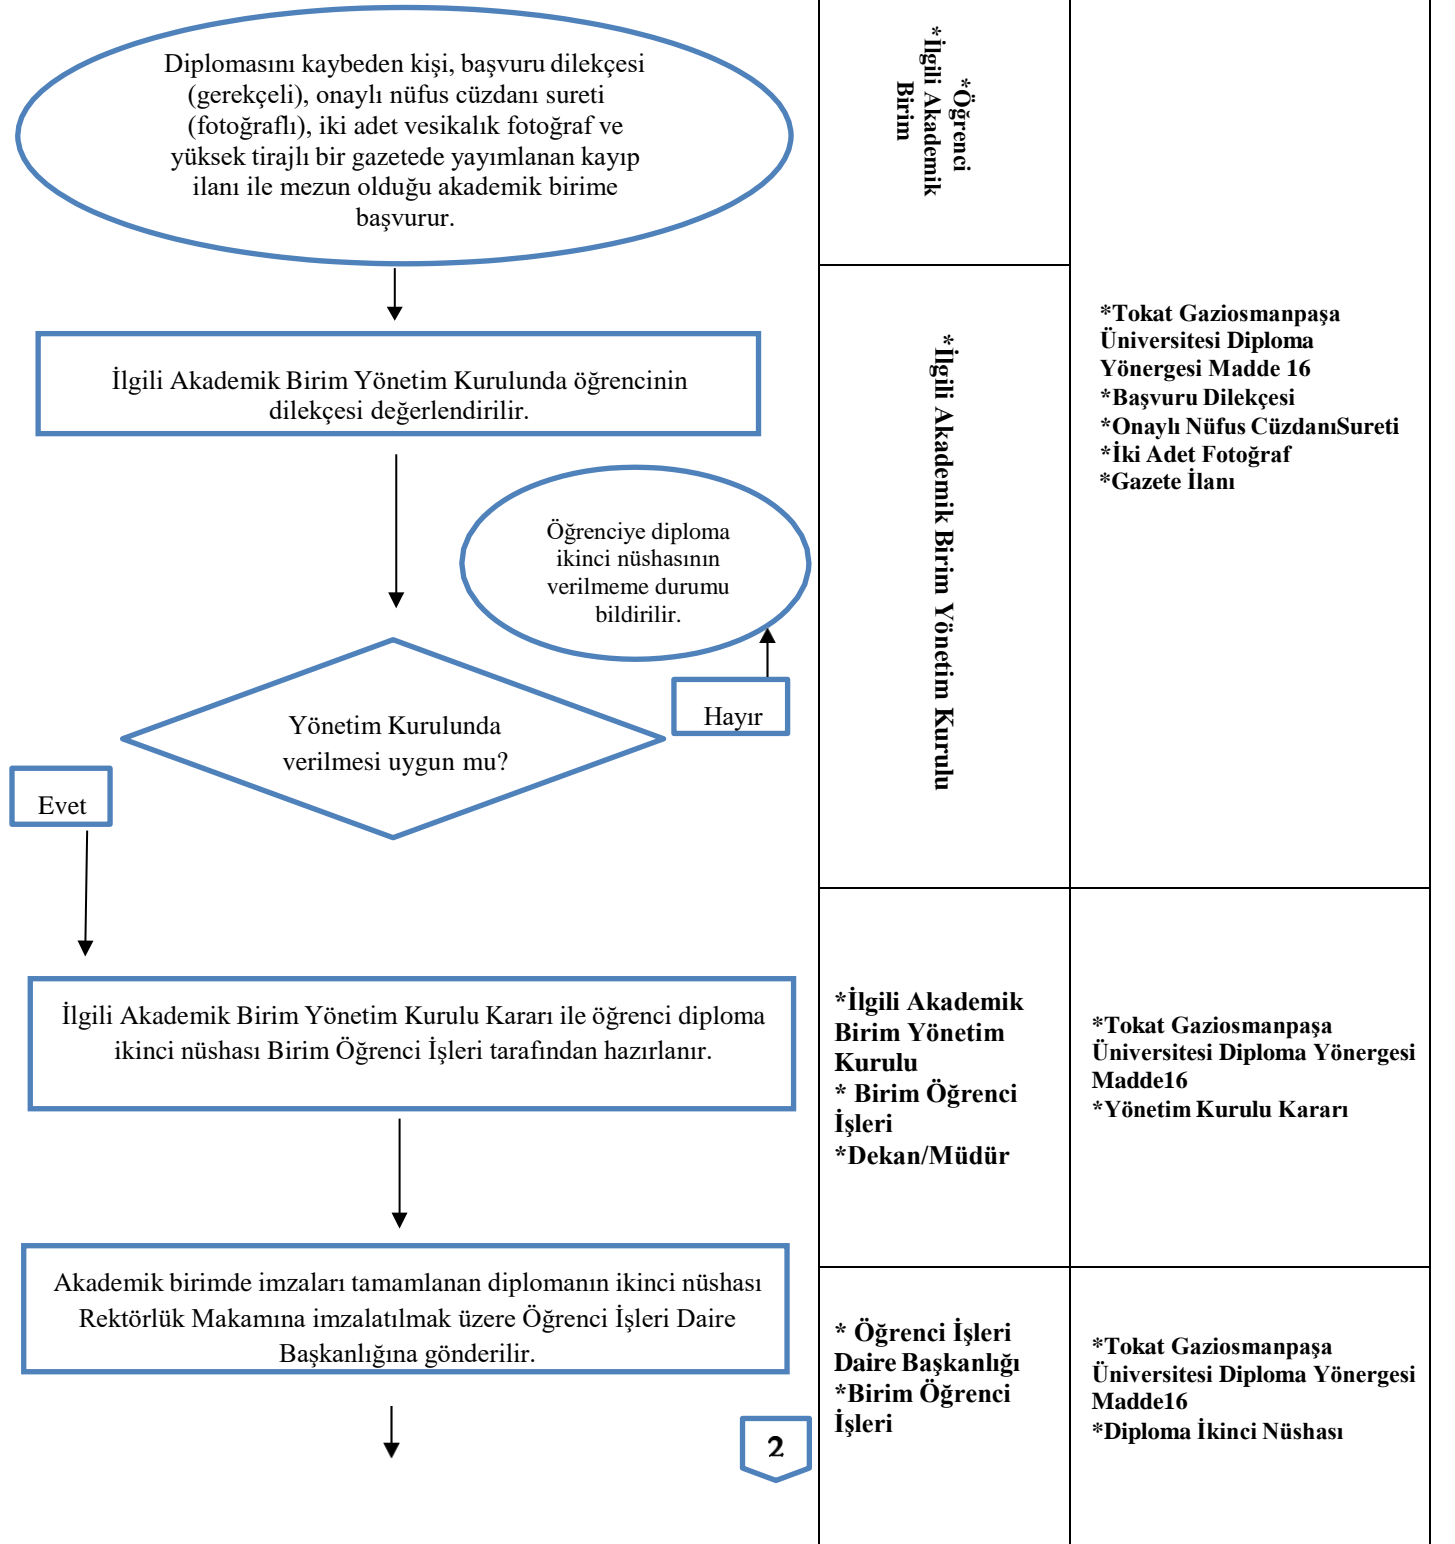 Diplomasını kaybeden kişi, başvuru dilekçesi
(gerekçeli), onaylı nüfus cüzdanı sureti
(fotoğraflı), iki adet vesikalık fotoğraf ve
yüksek tirajlı bir gazetede yayımlanan kayıp
ilanı ile mezun olduğu akademik birime
başvurur.
*Öğrenci
*İlgili Akademik
Birim
İlgili Akademik Birim Yönetim Kurulunda öğrencinin
dilekçesi değerlendirilir.
Öğrenciye diploma
ikinci nüshasının
verilmeme durumu
bildirilir.
Hayır
Yönetim Kurulunda
verilmesi uygun mu?
Evet
*İlgili Akademik Birim Yönetim Kurulu
*Tokat Gaziosmanpaşa
Üniversitesi Diploma
Yönergesi Madde 16
*Başvuru Dilekçesi
*Onaylı Nüfus CüzdanıSureti
*İki Adet Fotoğraf
*Gazete İlanı
İlgili Akademik Birim Yönetim Kurulu Kararı ile öğrenci diploma
ikinci nüshası Birim Öğrenci İşleri tarafından hazırlanır.
*İlgili Akademik
Birim Yönetim
Kurulu
* Birim Öğrenci
İşleri
*Dekan/Müdür
*Tokat Gaziosmanpaşa
Üniversitesi Diploma Yönergesi
Madde16
*Yönetim Kurulu Kararı
Akademik birimde imzaları tamamlanan diplomanın ikinci nüshası
Rektörlük Makamına imzalatılmak üzere Öğrenci İşleri Daire
Başkanlığına gönderilir.
2
* Öğrenci İşleri
Daire Başkanlığı
*Birim Öğrenci
İşleri
*Tokat Gaziosmanpaşa
Üniversitesi Diploma Yönergesi
Madde16
*Diploma İkinci Nüshası